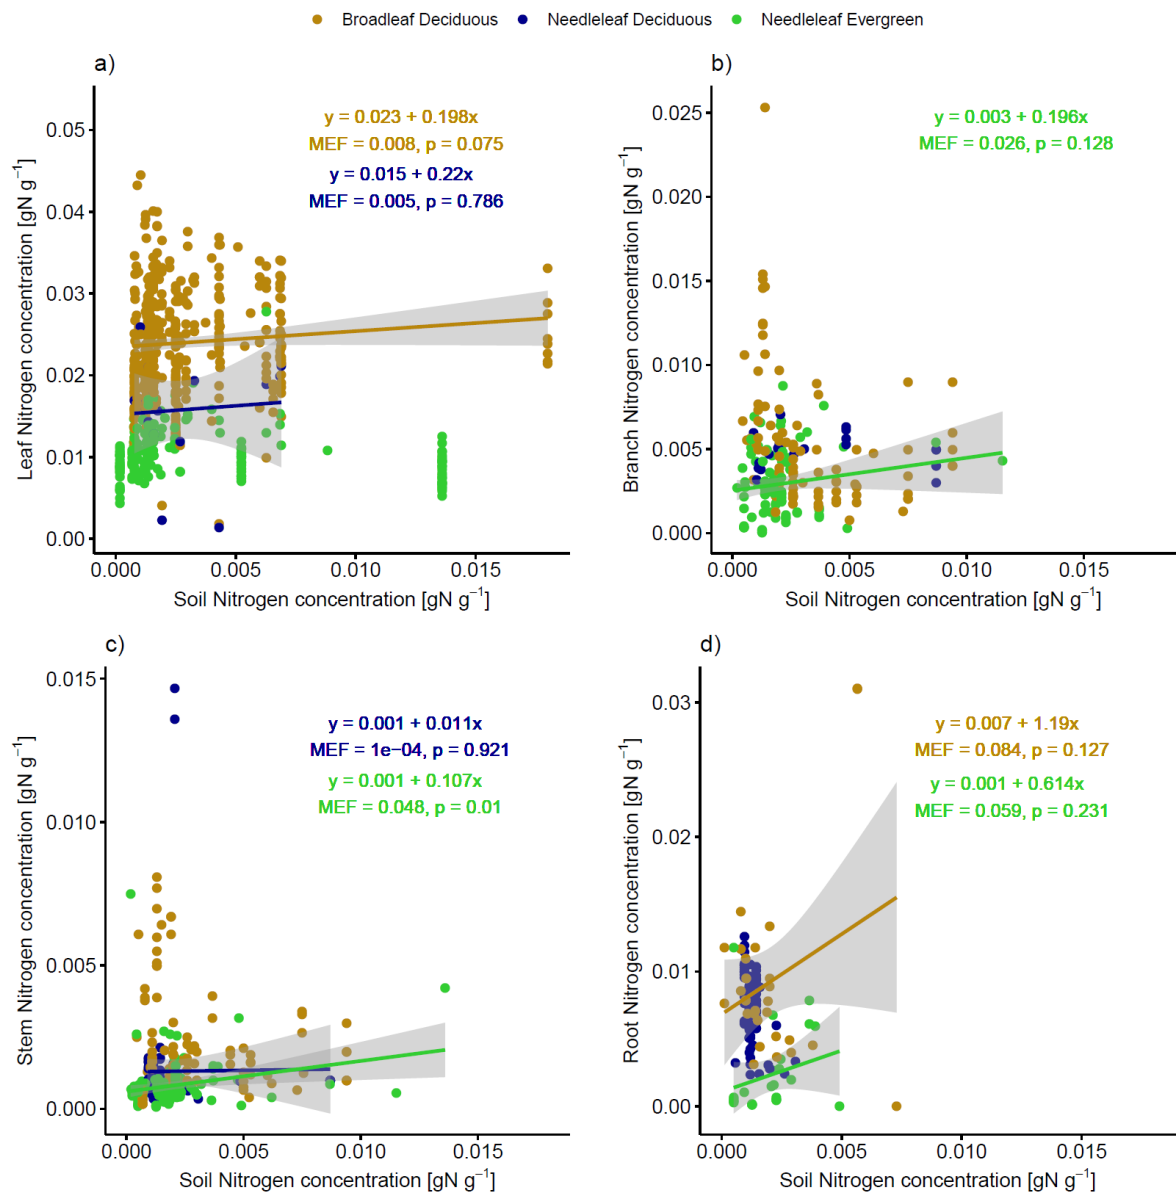 Broadleaf Deciduous Needleleaf Deciduous Needleleaf Evergreen
a)
y = 0.023 + 0.198x
MEF = 0.008, p = 0.075
y = 0.015 + 0.22x
MEF = 0.005, p = 0.786
Leaf Nitrogen concentration [gN g⁻¹]
0.05
0.04
0.03
0.02
0.01
0.00
0.000 0.005 0.010 0.015
Soil Nitrogen concentration [gN g⁻¹]
b)
y = 0.003 + 0.196x
MEF = 0.026, p = 0.128
Branch Nitrogen concentration [gN g⁻¹]
0.025
0.020
0.015
0.010
0.005
0.000
0.000 0.005 0.010 0.015
Soil Nitrogen concentration [gN g⁻¹]
c)
y = 0.001 + 0.011x
MEF = 1e−04, p = 0.921
y = 0.001 + 0.107x
MEF = 0.048, p = 0.01
Stem Nitrogen concentration [gN g⁻¹]
0.015
0.010
0.005
0.000
0.000 0.005 0.010 0.015
Soil Nitrogen concentration [gN g⁻¹]
d)
y = 0.007 + 1.19x
MEF = 0.084, p = 0.127
y = 0.001 + 0.614x
MEF = 0.059, p = 0.231
Root Nitrogen concentration [gN g⁻¹]
0.03
0.02
0.01
0.00
0.000 0.005 0.010 0.015
Soil Nitrogen concentration [gN g⁻¹]